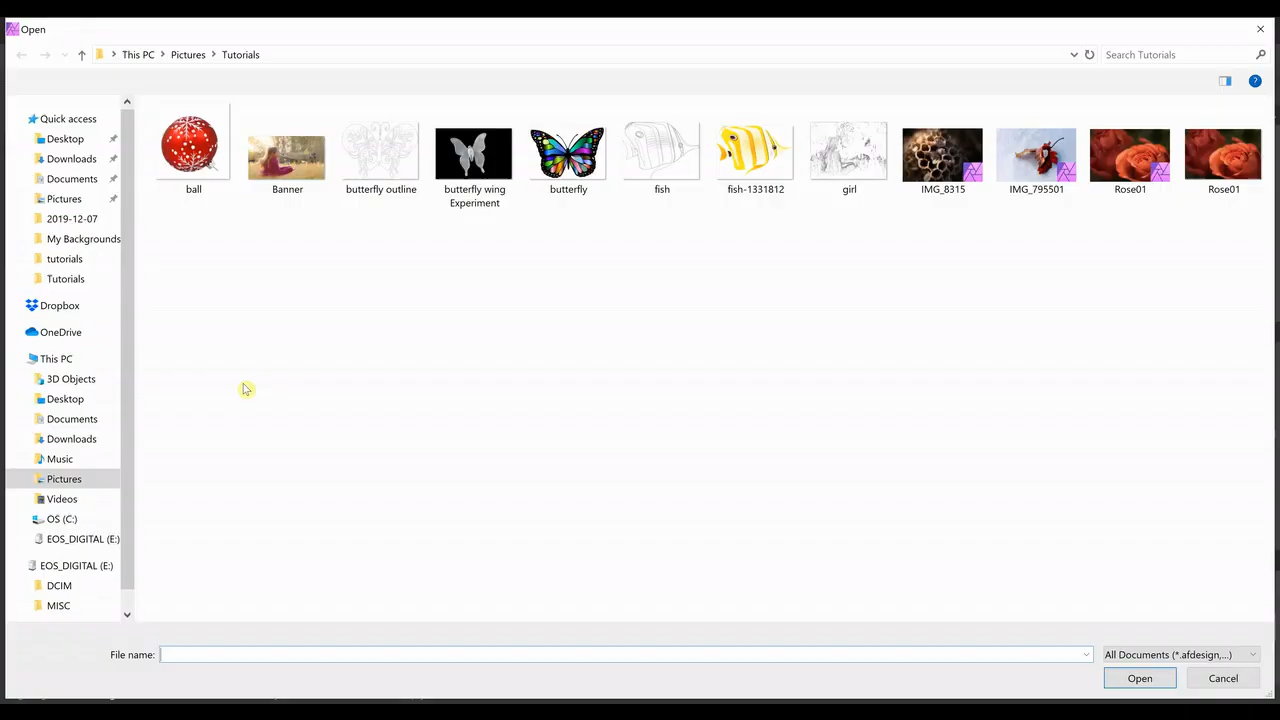 Open
This PC
Pictures
Tutorials
Search Tutorials
?
Quick access
Desktop
Downloads
Documents
Pictures
2019-12-07
My Backgrounds
tutorials
Tutorials
Dropbox
OneDrive
This PC
3D Objects
Desktop
Documents
Downloads
Music
Pictures
Videos
OS (C:)
EOS_DIGITAL (E:)
EOS_DIGITAL (E:)
DCIM
MISC
ball
Banner
butterfly outline
butterfly wing
Experiment
butterfly
fish
fish-1331812
girl
IMG_8315
IMG_795501
Rose01
Rose01
File name:
All Documents (*.afdesign,...)
Open
Cancel